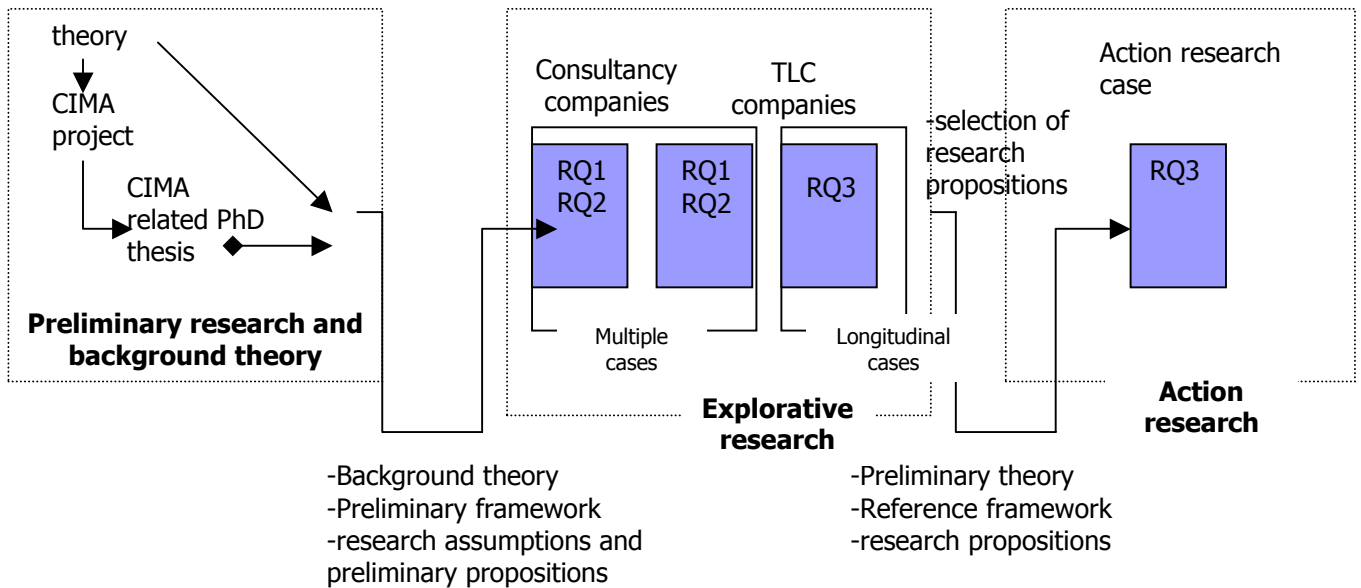 theory
CIMA
project
CIMA
related PhD
thesis
Preliminary research and
background theory
Consultancy
companies
TLC
companies
RQ1
RQ2
RQ1
RQ2
RQ3
Multiple
cases
Longitudinal
cases
Explorative
research
-selection of
research
propositions
Action research
case
RQ3
Action
research
-Background theory
-Preliminary framework
-research assumptions and
preliminary propositions
-Preliminary theory
-Reference framework
-research propositions